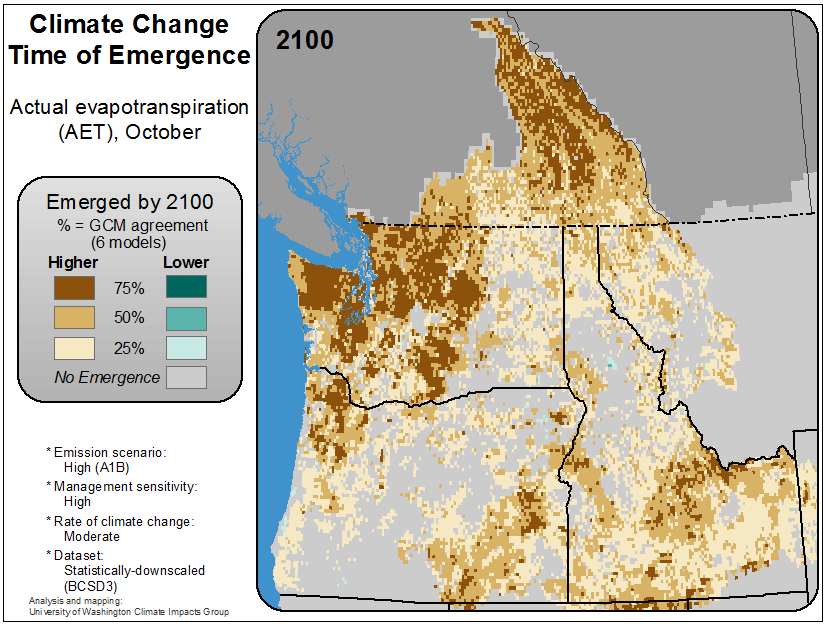 Climate Change
Time of Emergence
2100
Actual evapotranspiration
(AET), October
Emerged by 2100
% = GCM agreement
(6 models)
Higher Lower
75%
50%
25%
No Emergence
* Emission scenario:
High (A1B)
* Management sensitivity:
High
* Rate of climate change:
Moderate
* Dataset:
Statistically-downscaled
(BCSD3)
Analysis and mapping:
University of Washington Climate Impacts Group